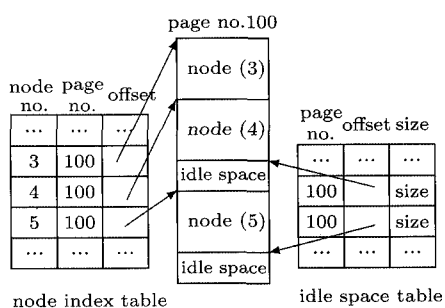 page no.100
node (3)
node (4)
idle space
node (5)
idle space
node page offset
no. no.
... ... ...
3 100
4 100
5 100
... ... ...
node index table
page offset size
no.
... ... ...
100 size
100 size
... ... ...
idle space table